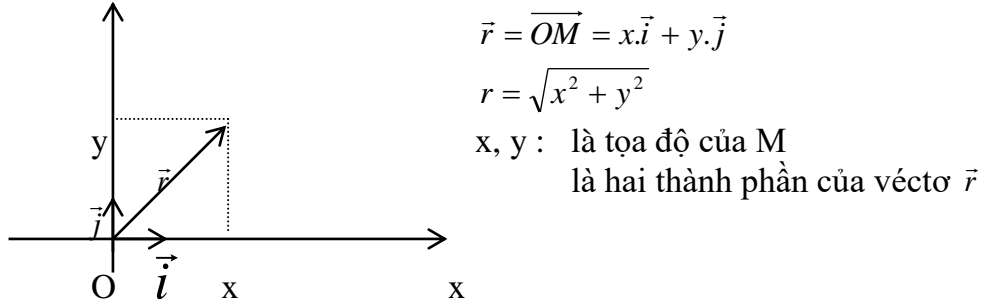 r⃗ = OM⃗ = x.i⃗ + y.j⃗
r = √(x² + y²)
x, y : là tọa độ của M
là hai thành phần của véctơ r⃗
y
r⃗
j⃗
O i⃗ x x